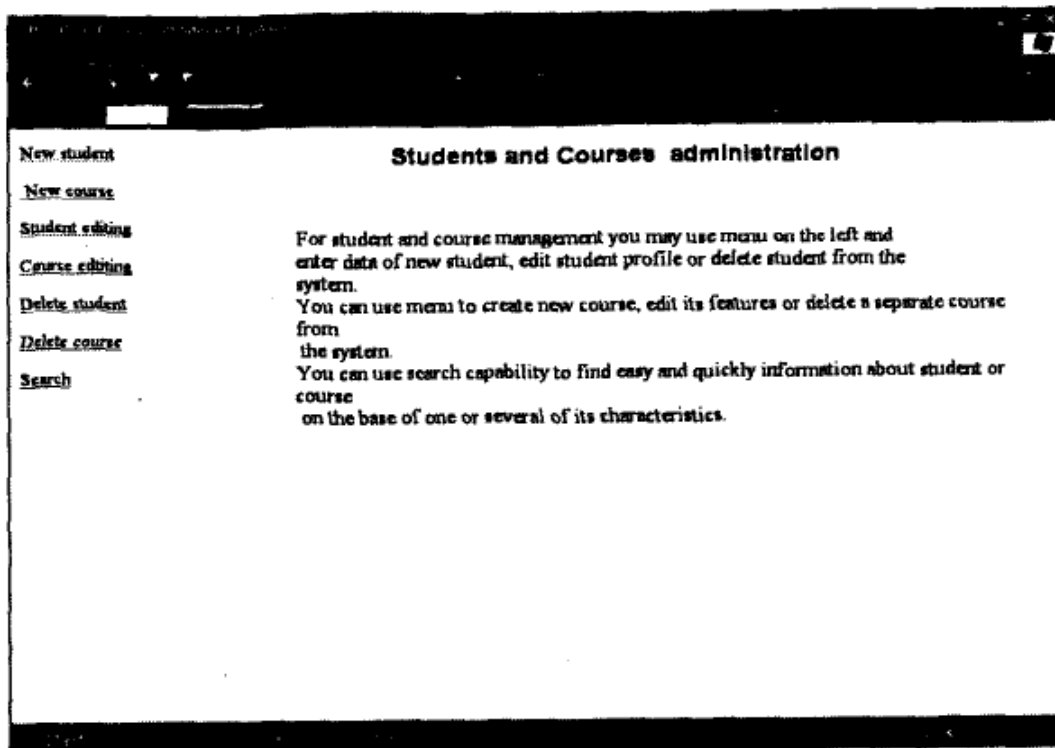 New student
New course
Student editing
Course editing
Delete student
Delete course
Search
Students and Courses administration
For student and course management you may use menu on the left and
enter data of new student, edit student profile or delete student from the
system.
You can use menu to create new course, edit its features or delete a separate course
from
the system.
You can use search capability to find easy and quickly information about student or
course
on the base of one or several of its characteristics.